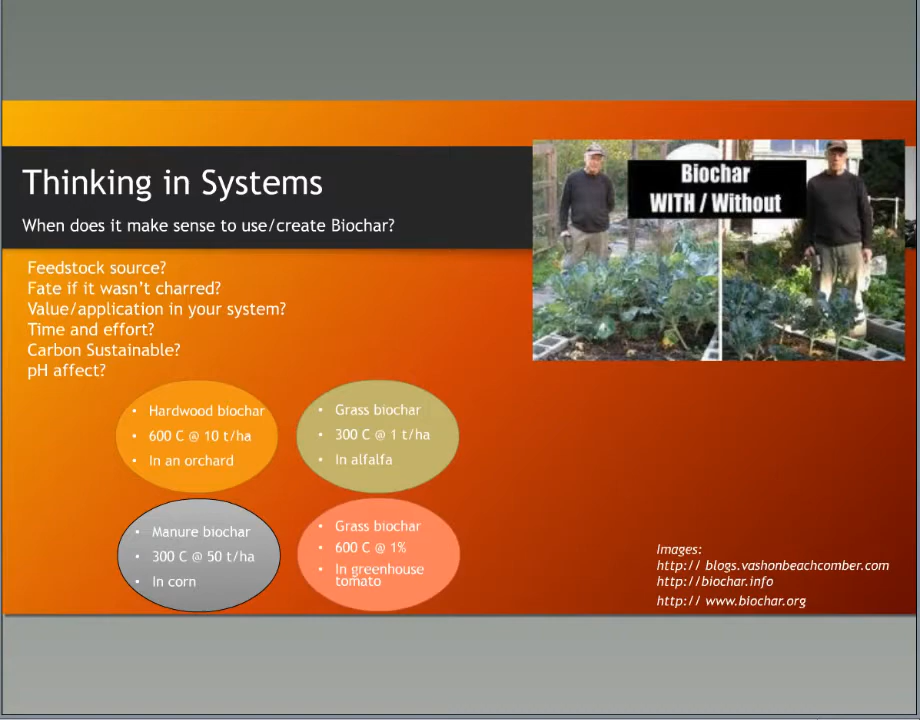 Thinking in Systems
When does it make sense to use/create Biochar?
Biochar
WITH / Without
Feedstock source?
Fate if it wasn't charred?
Value/application in your system?
Time and effort?
Carbon Sustainable?
pH affect?
• Hardwood biochar
• 600 C @ 10 t/ha
• In an orchard
• Grass biochar
• 300 C @ 1 t/ha
• In alfalfa
• Manure biochar
• 300 C @ 50 t/ha
• In corn
• Grass biochar
• 600 C @ 1%
• In greenhouse
tomato
Images:
http:// blogs.vashonbeachcomber.com
http://biochar.info
http:// www.biochar.org